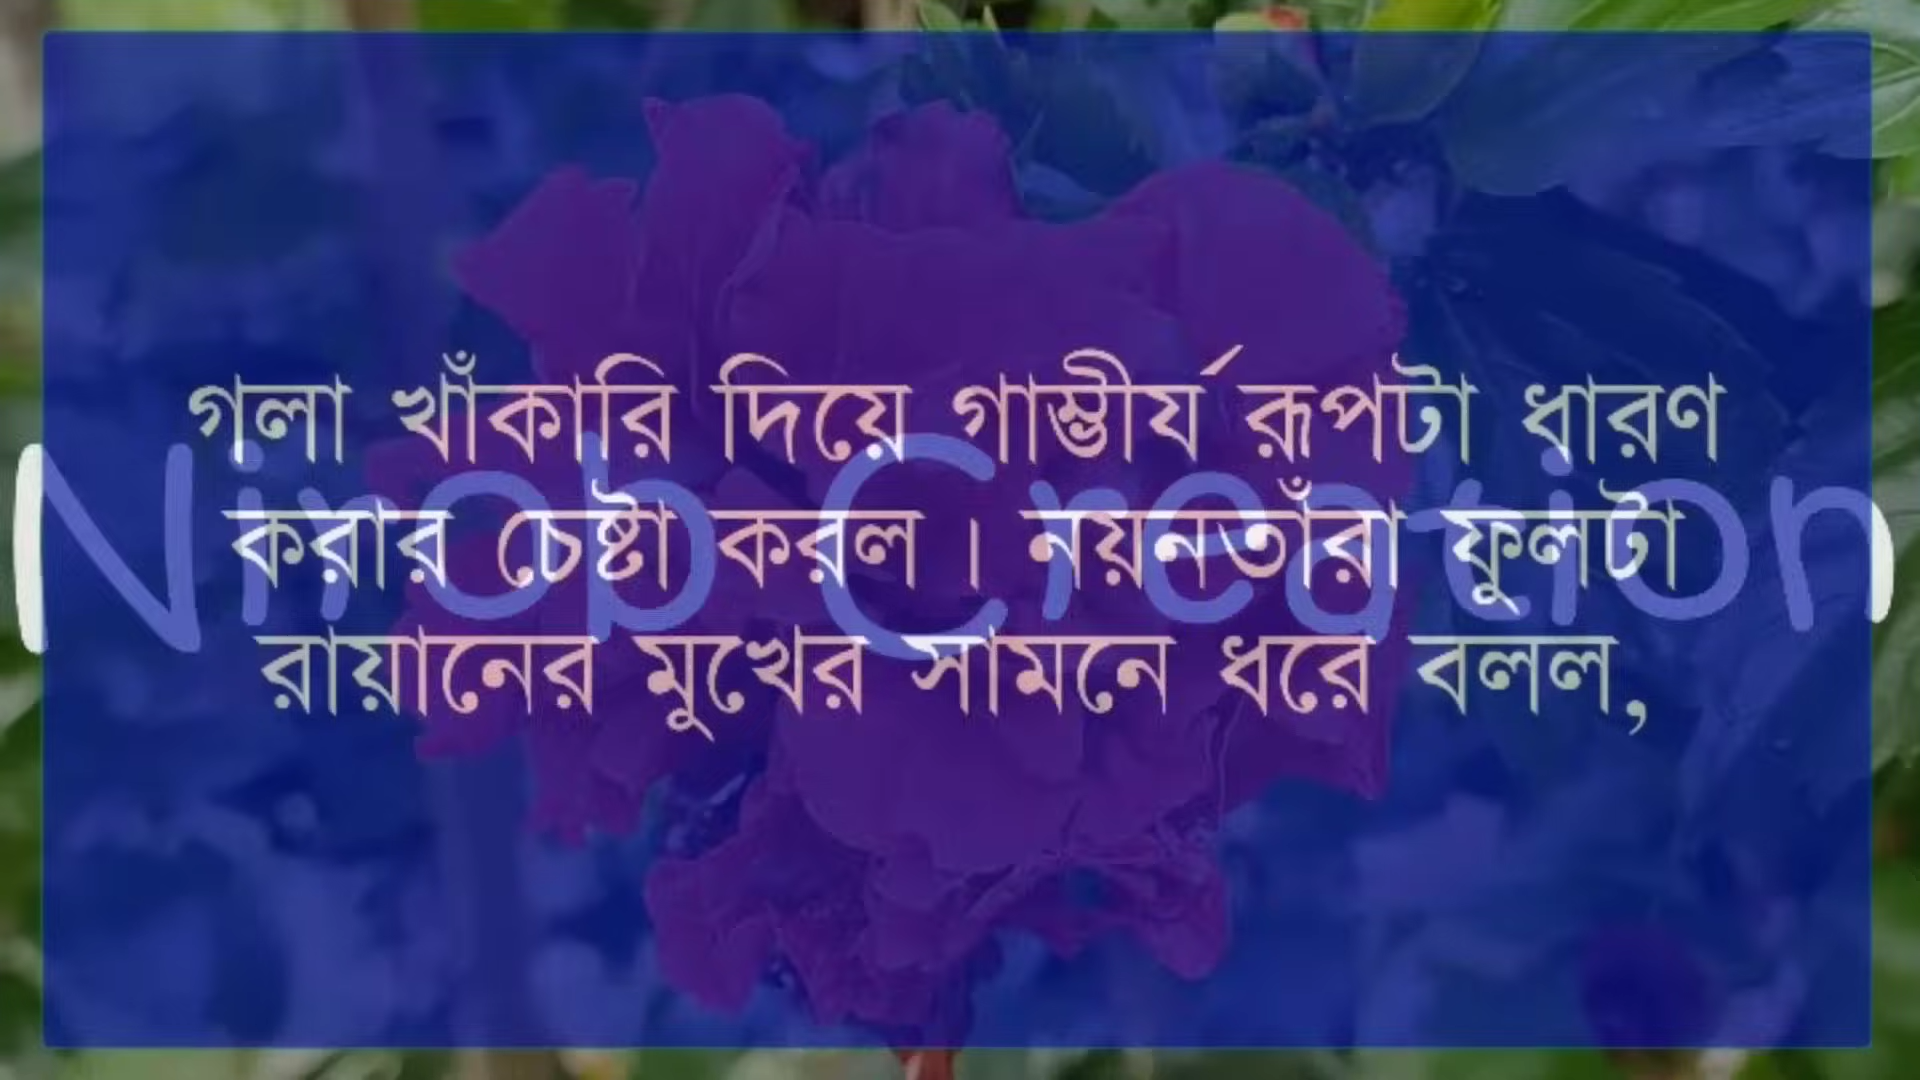 গলা খাঁকারি দিয়ে গাম্ভীর্য রূপটা ধারণ
করার চেষ্টা করল । নয়নতাঁরা ফুলটা
রায়ানের মুখের সামনে ধরে বলল,
Nirob Creation